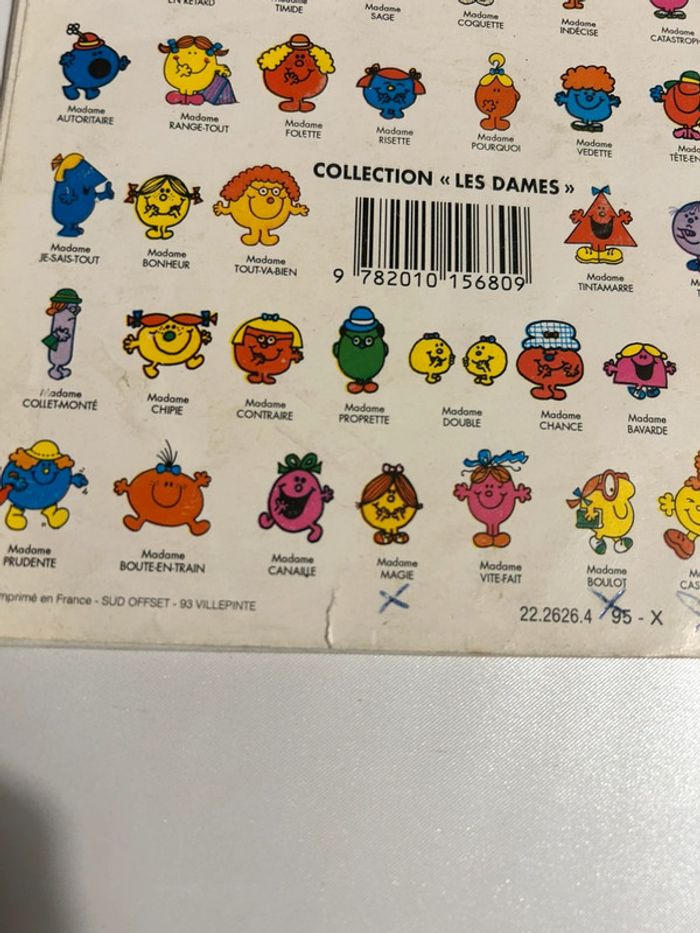 EN RETARD
TIMIDE
Madame
SAGE
Madame
COQUETTE
Madame
INDÉCISE
Madame
CATASTROPH
Madame
AUTORITAIRE
Madame
RANGE-TOUT
Madame
FOLETTE
Madame
RISETTE
Madame
POURQUOI
Madame
VEDETTE
Mada
TÊTE-EN
COLLECTION « LES DAMES »
Madame
JE-SAIS-TOUT
Madame
BONHEUR
Madame
TOUT-VA-BIEN
9 782010 156809
Madame
TINTAMARRE
Madame
COLLET-MONTÉ
Madame
CHIPIE
Madame
CONTRAIRE
Madame
PROPRETTE
Madame
DOUBLE
Madame
CHANCE
Madame
BAVARDE
Madame
PRUDENTE
Madame
BOUTE-EN-TRAIN
Madame
CANAILLE
Madame
MAGIE
Madame
VITE-FAIT
Madame
BOULOT
CAS
mprimé en France - SUD OFFSET - 93 VILLEPINTE
22.2626.4 95 - X